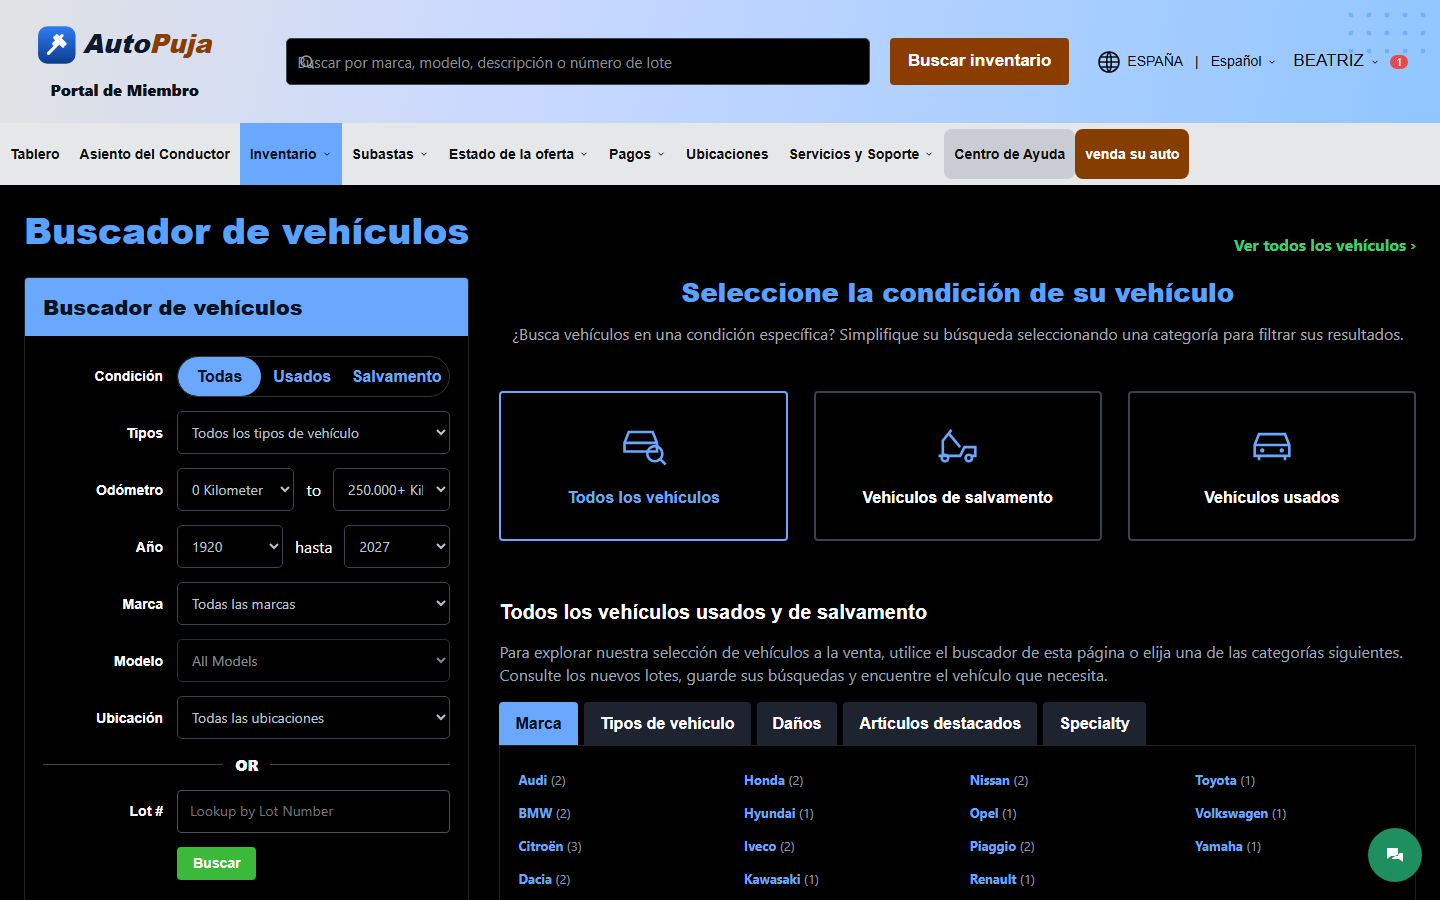 AutoPuja
Portal de Miembro
Buscar por marca, modelo, descripción o número de lote
Buscar inventario
ESPAÑA | Español
BEATRIZ
1
Tablero
Asiento del Conductor
Inventario
Subastas
Estado de la oferta
Pagos
Ubicaciones
Servicios y Soporte
Centro de Ayuda
venda su auto
Buscador de vehículos
Ver todos los vehículos ›
Buscador de vehículos
Condición
Todas
Usados
Salvamento
Tipos
Todos los tipos de vehículo
Odómetro
0 Kilometer
to
250.000+ Kil
Año
1920
hasta
2027
Marca
Todas las marcas
Modelo
All Models
Ubicación
Todas las ubicaciones
OR
Lot #
Lookup by Lot Number
Buscar
Seleccione la condición de su vehículo
¿Busca vehículos en una condición específica? Simplifique su búsqueda seleccionando una categoría para filtrar sus resultados.
Todos los vehículos
Vehículos de salvamento
Vehículos usados
Todos los vehículos usados y de salvamento
Para explorar nuestra selección de vehículos a la venta, utilice el buscador de esta página o elija una de las categorías siguientes.
Consulte los nuevos lotes, guarde sus búsquedas y encuentre el vehículo que necesita.
Marca
Tipos de vehículo
Daños
Artículos destacados
Specialty
Audi (2)
BMW (2)
Citroën (3)
Dacia (2)
Honda (2)
Hyundai (1)
Iveco (2)
Kawasaki (1)
Nissan (2)
Opel (1)
Piaggio (2)
Renault (1)
Toyota (1)
Volkswagen (1)
Yamaha (1)